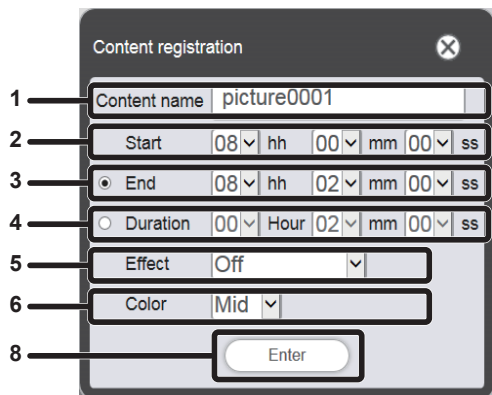 Content registration
1 Content name picture0001
2 Start 08 hh 00 mm 00 ss
3 End 08 hh 02 mm 00 ss
4 Duration 00 Hour 02 mm 00 ss
5 Effect Off
6 Color Mid
8 Enter